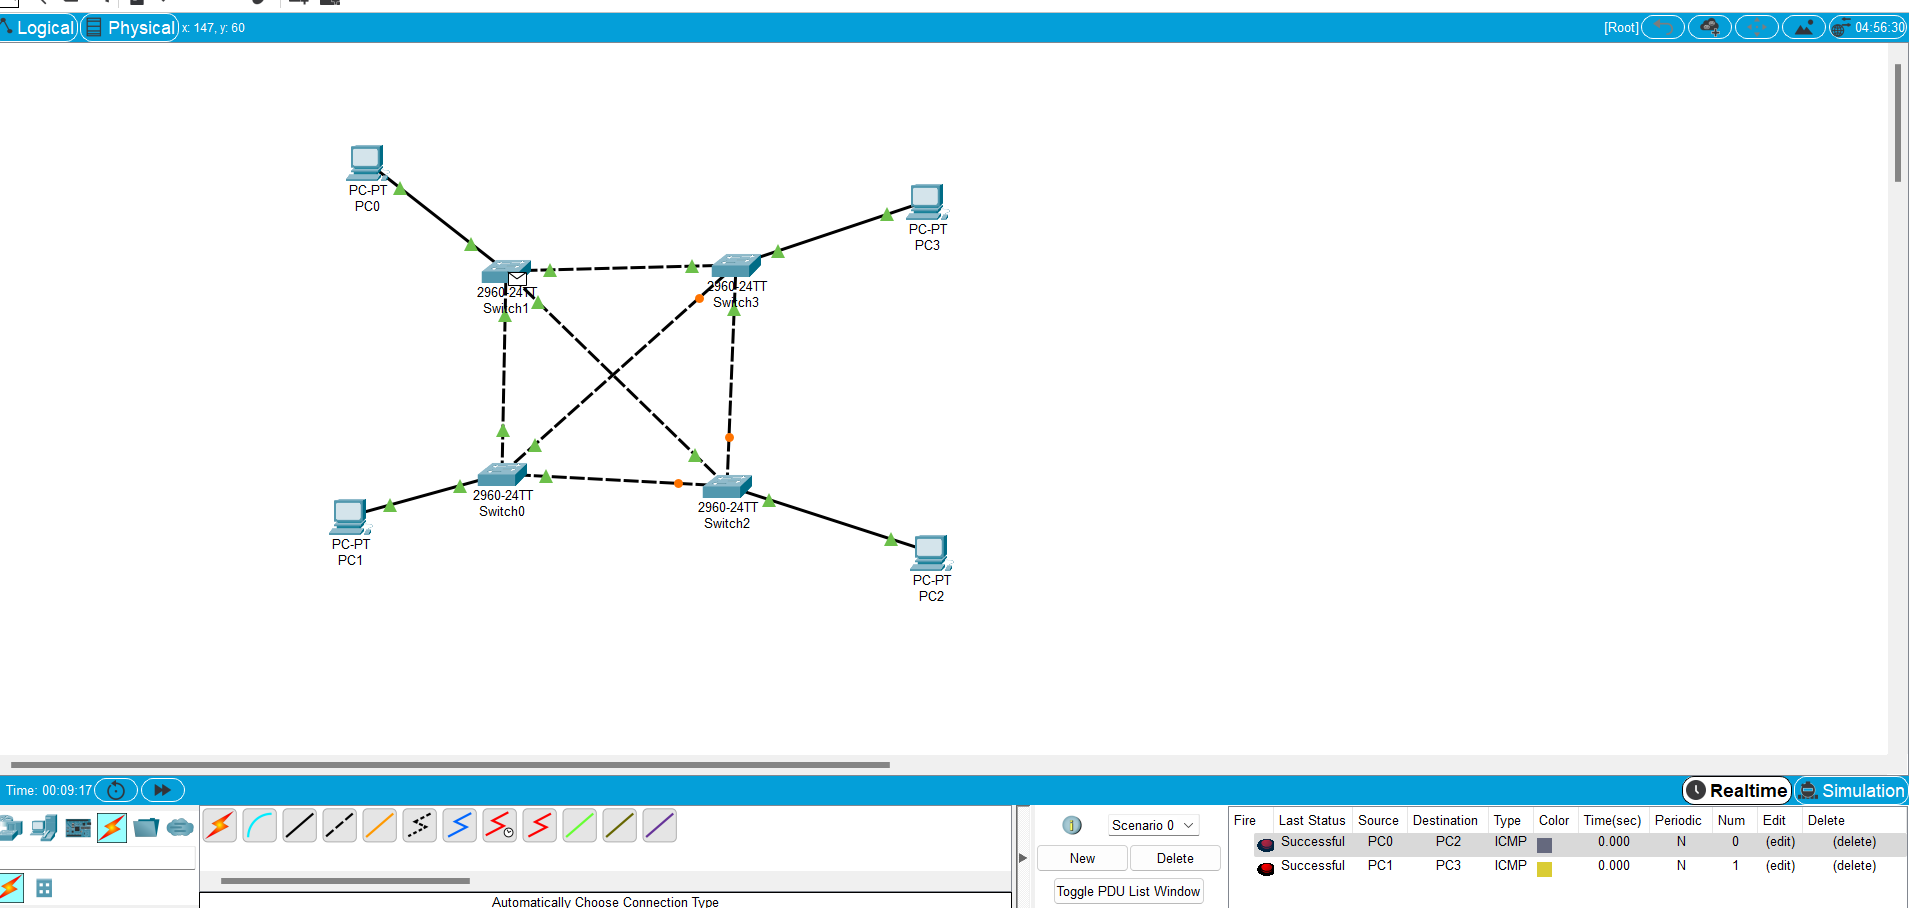 Logical Physical x: 147, y: 60 [Root] 04:56:30
PC-PT
PC0
PC-PT
PC3
2960-24TT
Switch1
2960-24TT
Switch3
2960-24TT
Switch0
2960-24TT
Switch2
PC-PT
PC1
PC-PT
PC2
Time: 00:09:17 Realtime Simulation
Scenario 0
New Delete
Toggle PDU List Window
Fire Last Status Source Destination Type Color Time(sec) Periodic Num Edit Delete
Successful PC0 PC2 ICMP 0.000 N 0 (edit) (delete)
Successful PC1 PC3 ICMP 0.000 N 1 (edit) (delete)
Automatically Choose Connection Type